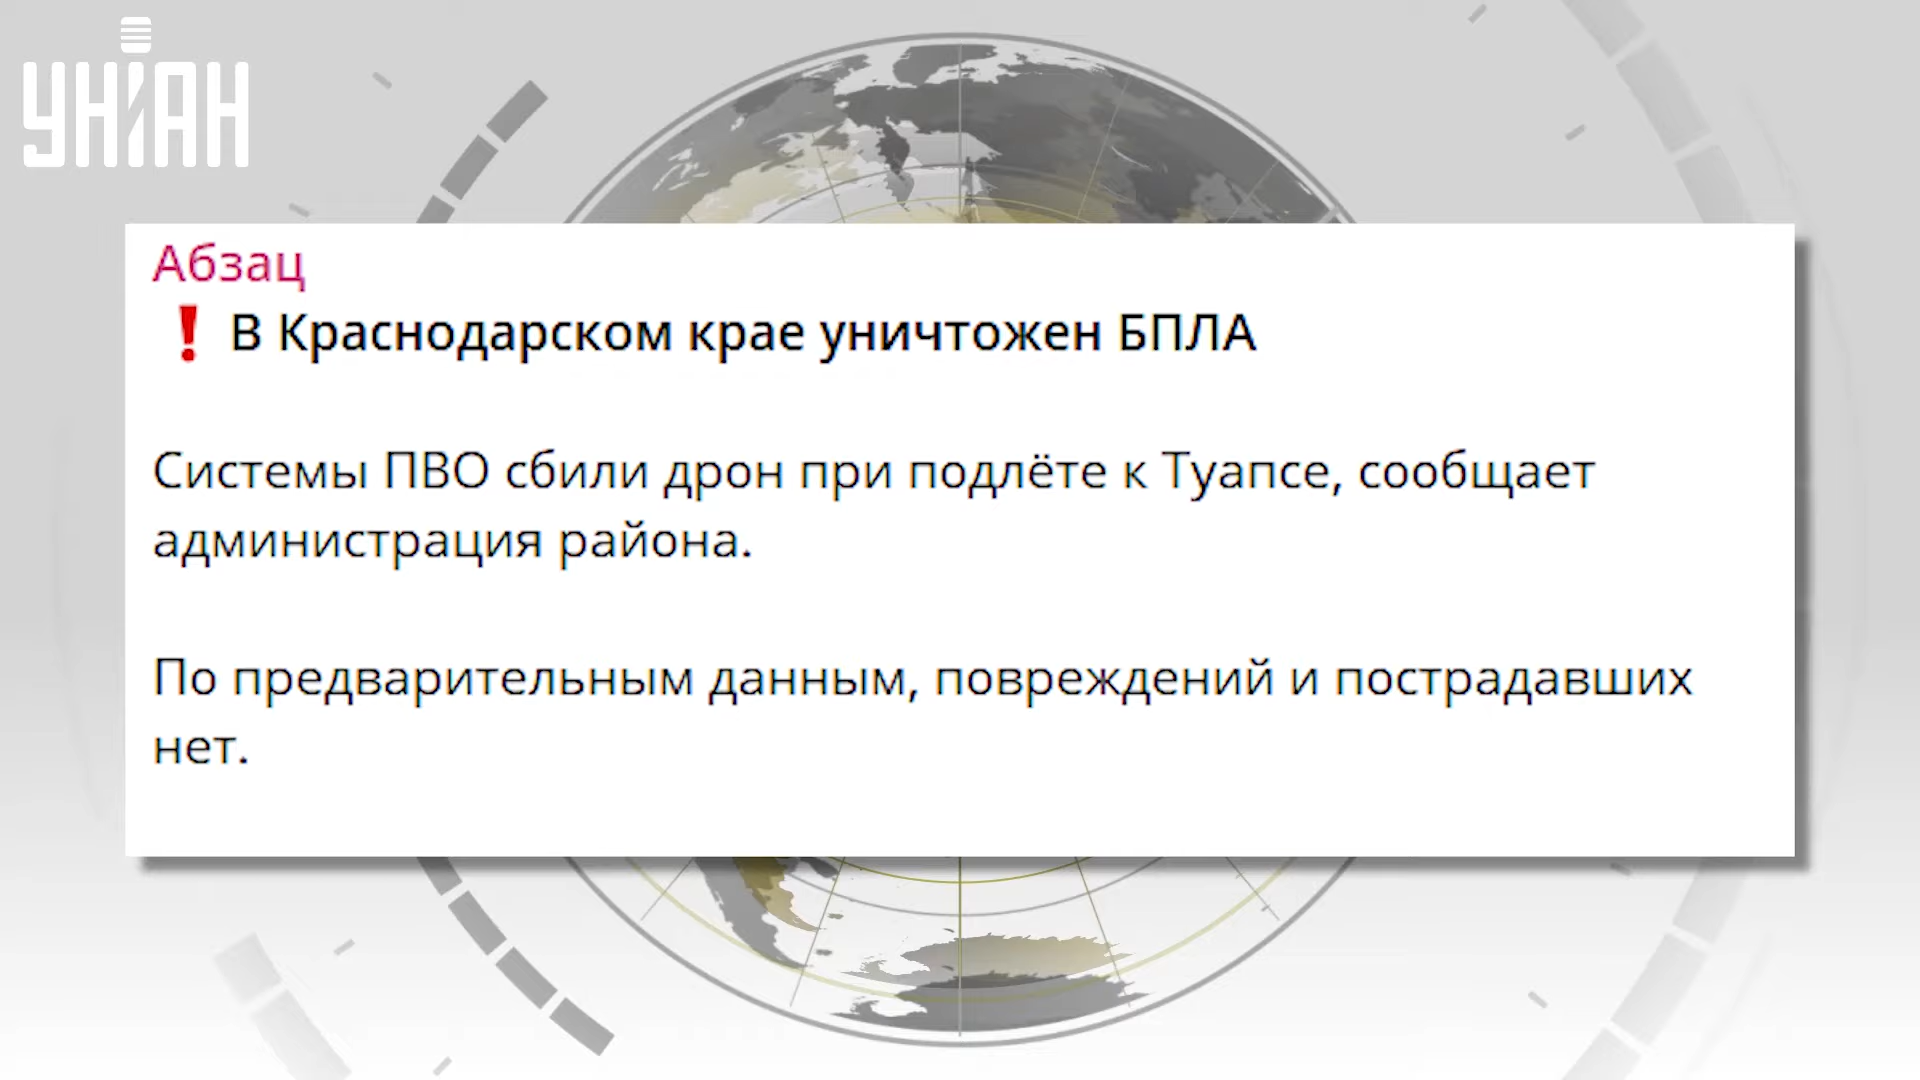 УНІАН
Абзац
❗ В Краснодарском крае уничтожен БПЛА
Системы ПВО сбили дрон при подлёте к Туапсе, сообщает
администрация района.
По предварительным данным, повреждений и пострадавших
нет.